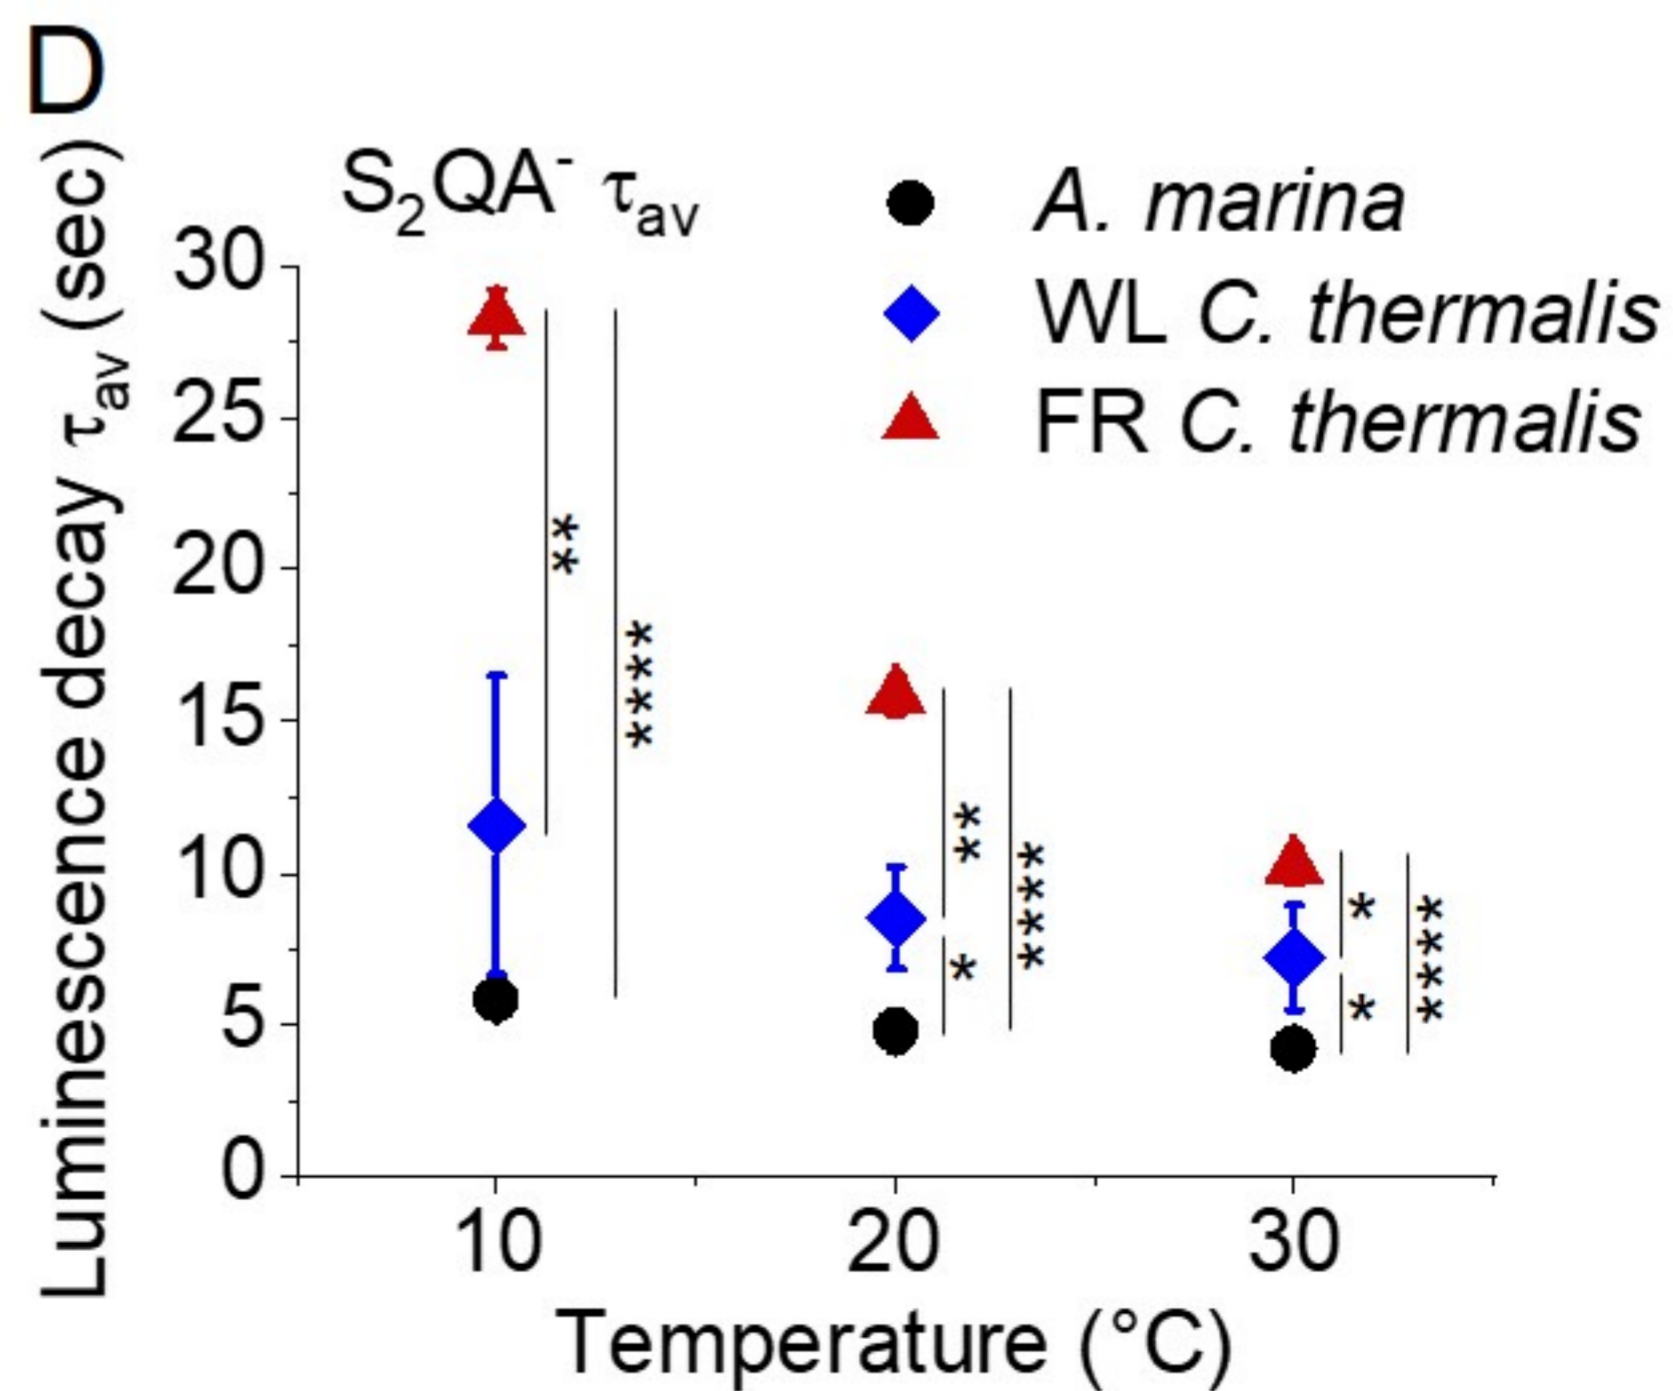 D
Luminescence decay τav (sec)
S2QA- τav
A. marina
WL C. thermalis
FR C. thermalis
30
25
20
15
10
5
0
**
****
**
*
****
*
*
****
10 20 30
Temperature (°C)